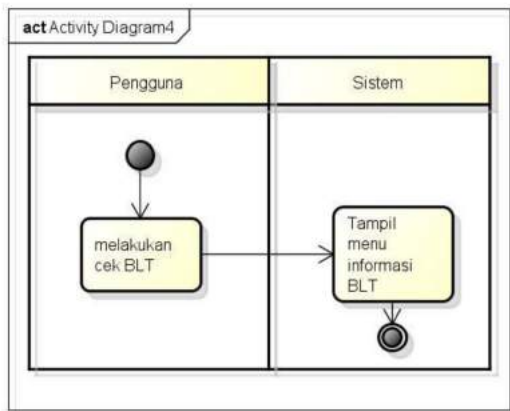 act Activity Diagram4
Pengguna
Sistem
melakukan
cek BLT
Tampil
menu
informasi
BLT